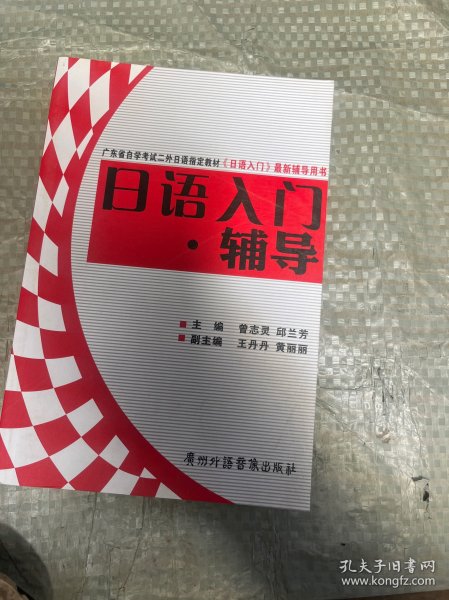 广东省自学考试二外日语指定教材《日语入门》最新辅导用书
日语入门
·辅导
■ 主 编 曾志灵 邱兰芳
■ 副主编 王丹丹 黄丽丽
廣州外語音像出版社
孔夫子旧书网
www.kongfz.com